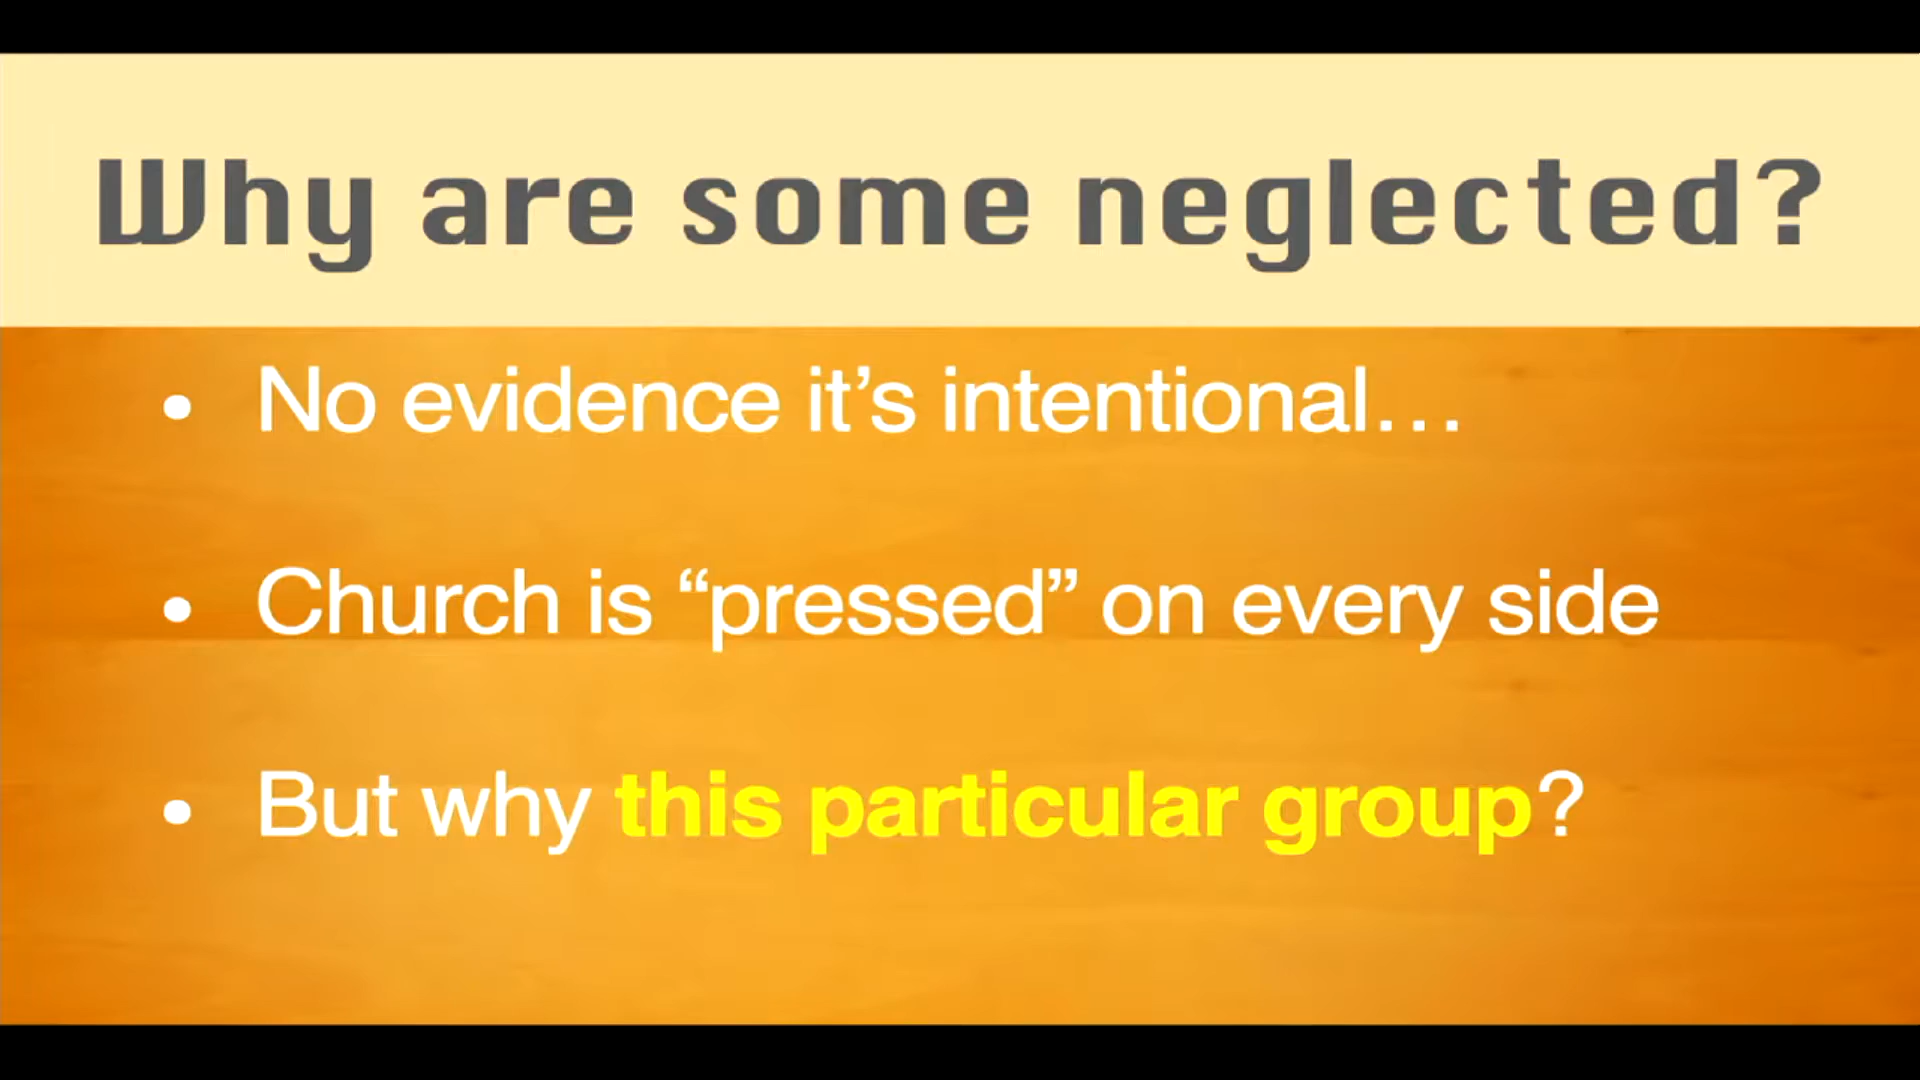 Why are some neglected?
• No evidence it’s intentional…
• Church is “pressed” on every side
• But why this particular group?